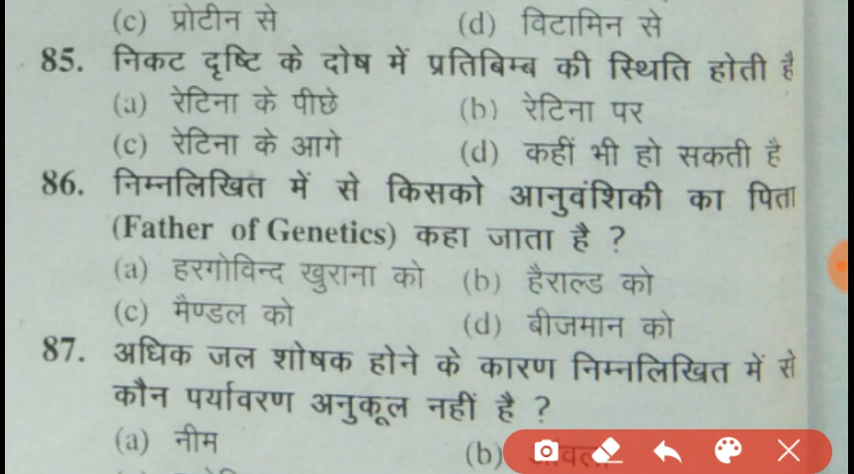 (c) प्रोटीन से (d) विटामिन से
85. निकट दृष्टि के दोष में प्रतिबिम्ब की स्थिति होती है
(a) रेटिना के पीछे (b) रेटिना पर
(c) रेटिना के आगे (d) कहीं भी हो सकती है
86. निम्नलिखित में से किसको आनुवंशिकी का पिता
(Father of Genetics) कहा जाता है ?
(a) हरगोविन्द खुराना को (b) हैराल्ड को
(c) मैण्डल को (d) बीजमान को
87. अधिक जल शोषक होने के कारण निम्नलिखित में से
कौन पर्यावरण अनुकूल नहीं है ?
(a) नीम (b)